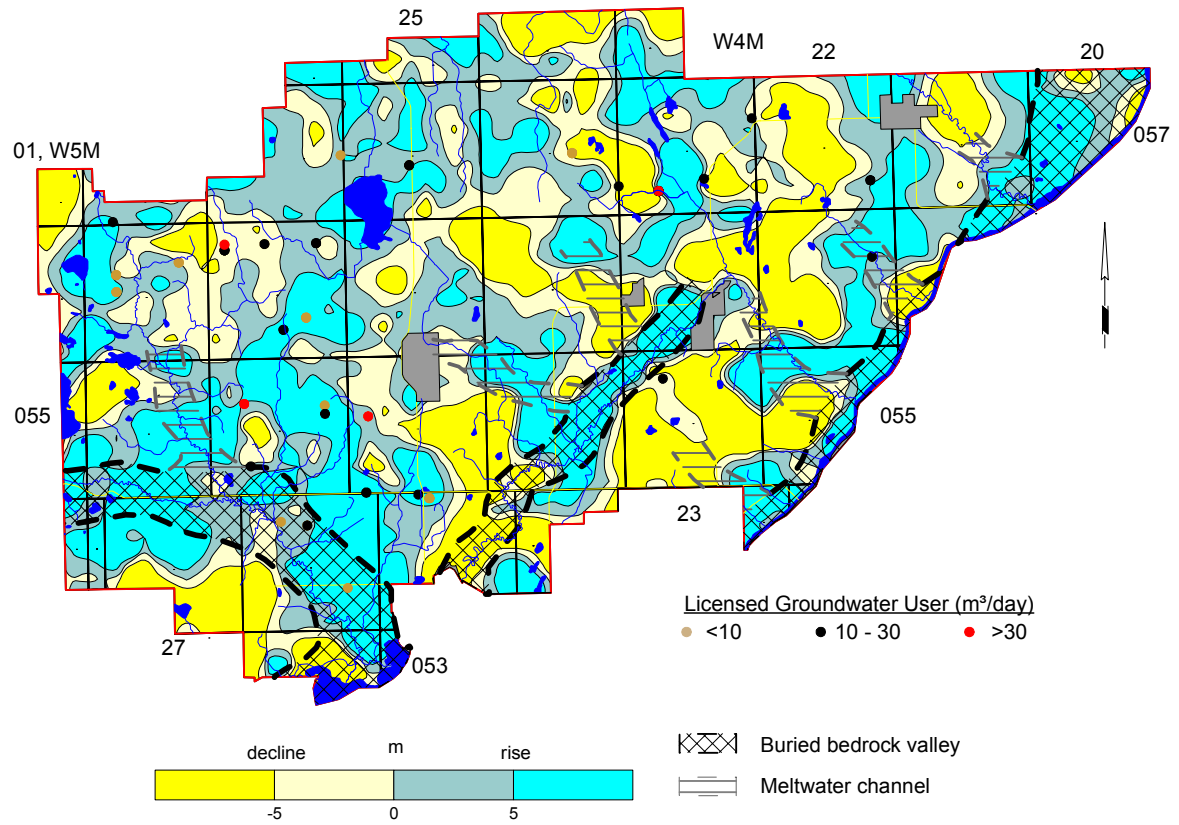 25
W4M
22
20
057
01, W5M
055
055
23
27
053
Licensed Groundwater User (m³/day)
<10 10 - 30 >30
decline m rise
-5 0 5
Buried bedrock valley
Meltwater channel